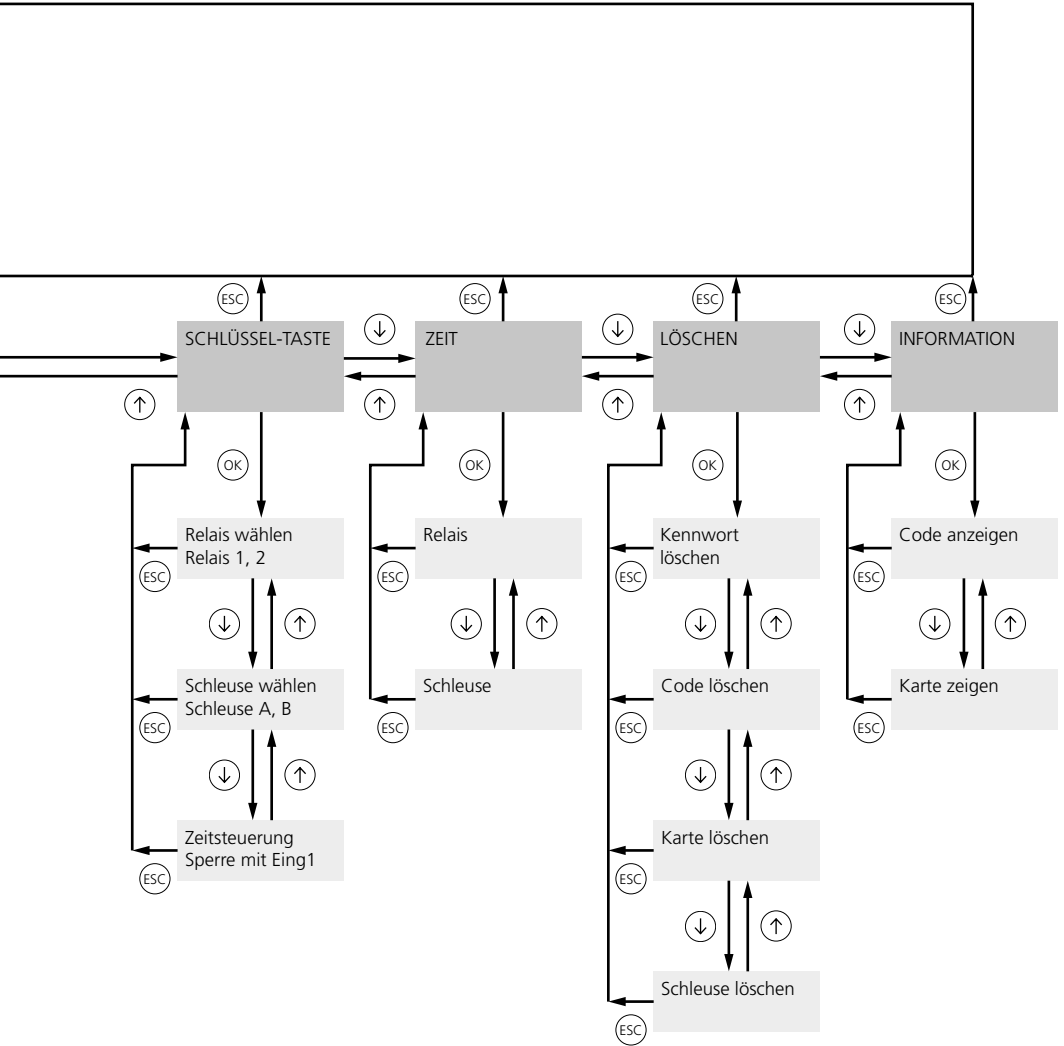 ESC
ESC
ESC
ESC
SCHLÜSSEL-TASTE
↓
ZEIT
↓
LÖSCHEN
↓
INFORMATION
↑
↑
↑
↑
OK
OK
OK
OK
Relais wählen
Relais 1, 2
Relais
Kennwort
löschen
Code anzeigen
ESC
ESC
ESC
ESC
↓
↑
↓
↑
↓
↑
↓
↑
Schleuse wählen
Schleuse A, B
Schleuse
Code löschen
Karte zeigen
ESC
ESC
ESC
ESC
↓
↑
↓
↑
Zeitsteuerung
Sperre mit Eing1
Karte löschen
ESC
ESC
↓
↑
Schleuse löschen
ESC